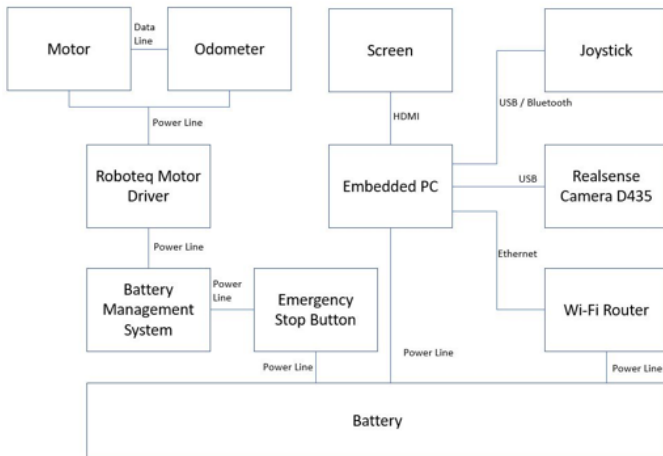 Motor
Data
Line
Odometer
Screen
Joystick
Power Line
HDMI
USB / Bluetooth
Roboteq Motor
Driver
Embedded PC
USB
Realsense
Camera D435
Power Line
Ethernet
Battery
Management
System
Power
Line
Emergency
Stop Button
Wi-Fi Router
Power Line
Power Line
Power Line
Battery